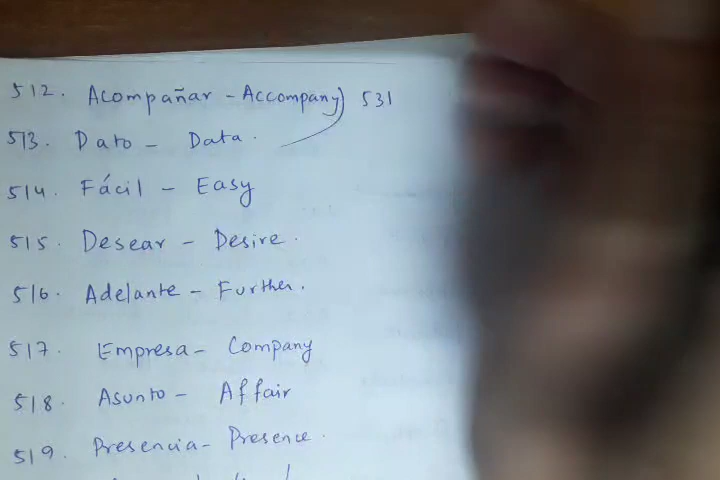 512. Acompañar - Accompany) 531
513. Dato - Data.
514. Fácil - Easy
515. Desear - Desire.
516. Adelante - Further.
517. Empresa - Company
518. Asunto - Affair
519. Presencia - Presence.